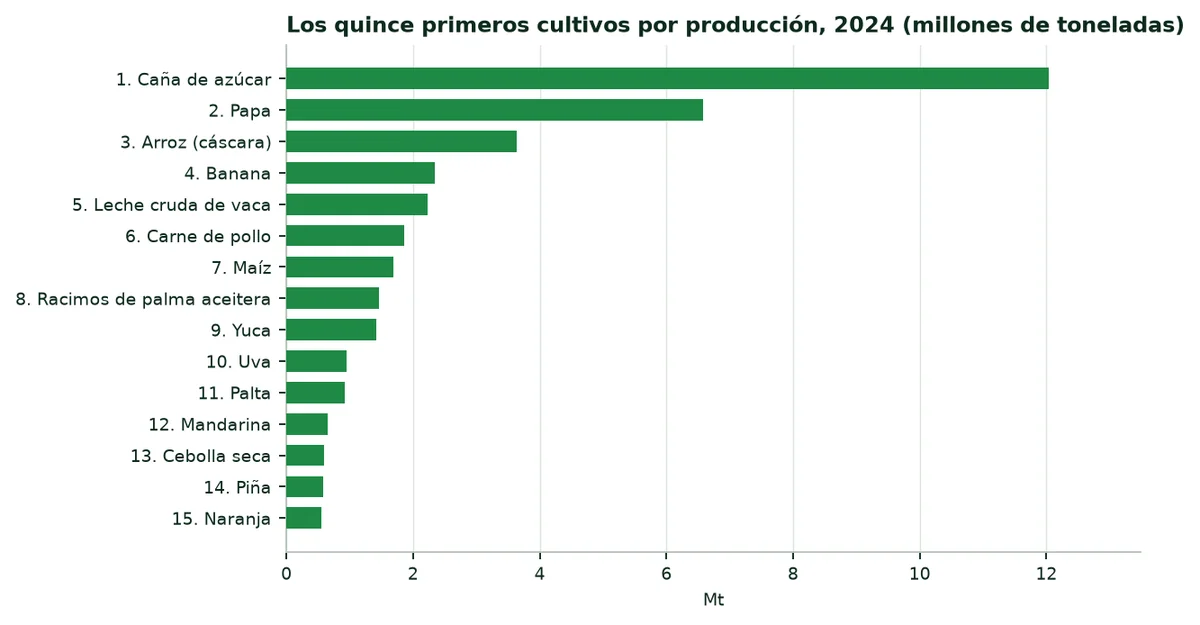 Los quince primeros cultivos por producción, 2024 (millones de toneladas)
1. Caña de azúcar
2. Papa
3. Arroz (cáscara)
4. Banana
5. Leche cruda de vaca
6. Carne de pollo
7. Maíz
8. Racimos de palma aceitera
9. Yuca
10. Uva
11. Palta
12. Mandarina
13. Cebolla seca
14. Piña
15. Naranja
0 2 4 6 8 10 12
Mt